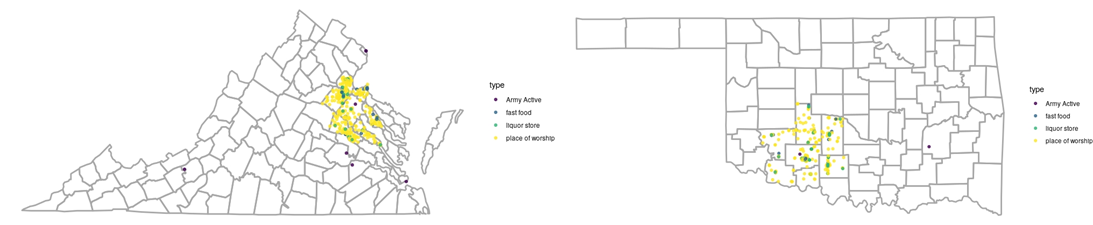 type
Army Active
fast food
liquor store
place of worship
type
Army Active
fast food
liquor store
place of worship